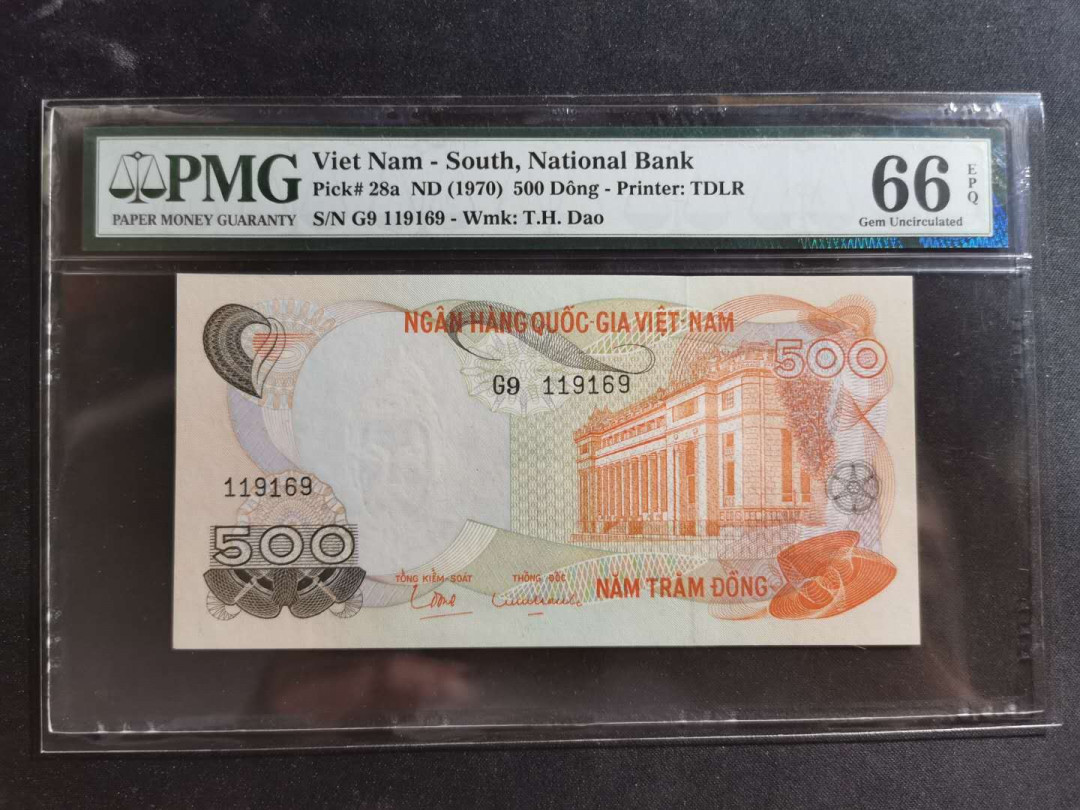 PMG
PAPER MONEY GUARANTY
Viet Nam - South, National Bank
Pick# 28a ND (1970) 500 Dông - Printer: TDLR
S/N G9 119169 - Wmk: T.H. Dao
66 EPQ
Gem Uncirculated
NGÂN HÀNG QUỐC-GIA VIỆT-NAM
500
G9 119169
119169
500
TỔNG KIỂM-SOÁT
THỐNG ĐỐC
NĂM TRĂM ĐỒNG